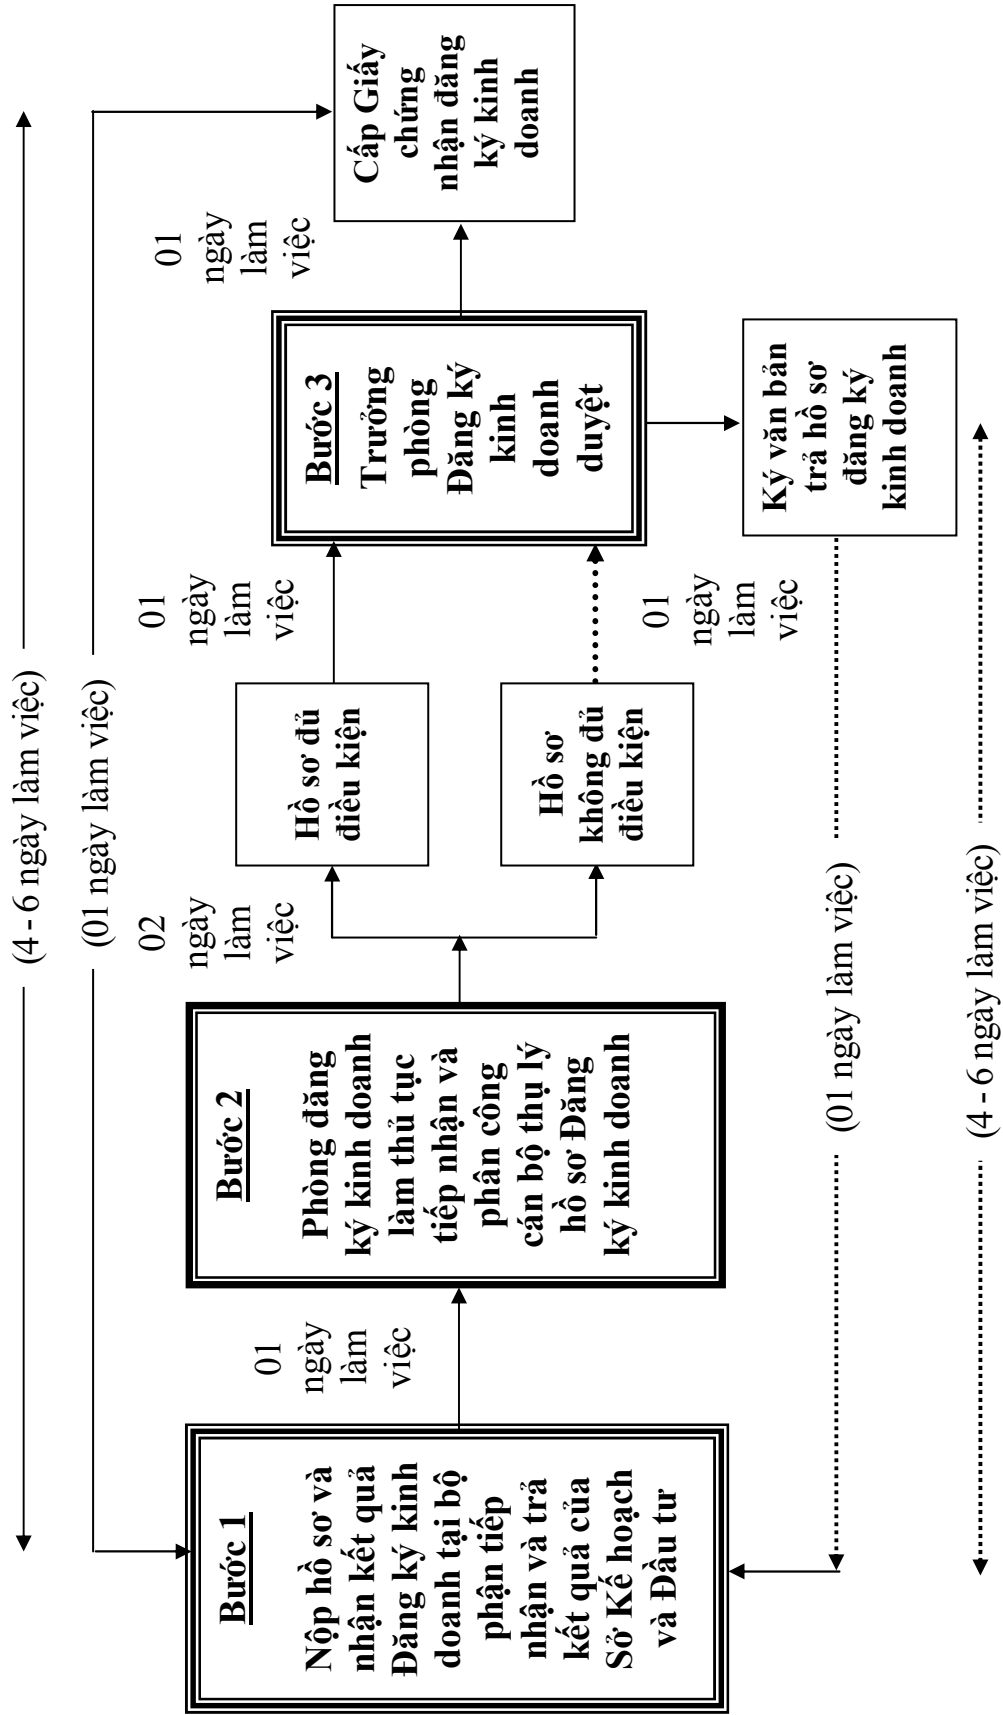 (4 - 6 ngày làm việc)
(01 ngày làm việc)
Bước 1
Nộp hồ sơ và
nhận kết quả
Đăng ký kinh
doanh tại bộ
phận tiếp
nhận và trả
kết quả của
Sở Kế hoạch
và Đầu tư
01
ngày
làm
việc
Bước 2
Phòng đăng
ký kinh doanh
làm thủ tục
tiếp nhận và
phân công
cán bộ thụ lý
hồ sơ Đăng
ký kinh doanh
02
ngày
làm
việc
Hồ sơ đủ
điều kiện
Hồ sơ
không đủ
điều kiện
01
ngày
làm
việc
01
ngày
làm
việc
Bước 3
Trưởng
phòng
Đăng ký
kinh
doanh
duyệt
01
ngày
làm
việc
Cấp Giấy
chứng
nhận đăng
ký kinh
doanh
Ký văn bản
trả hồ sơ
đăng ký
kinh doanh
(01 ngày làm việc)
(4 - 6 ngày làm việc)